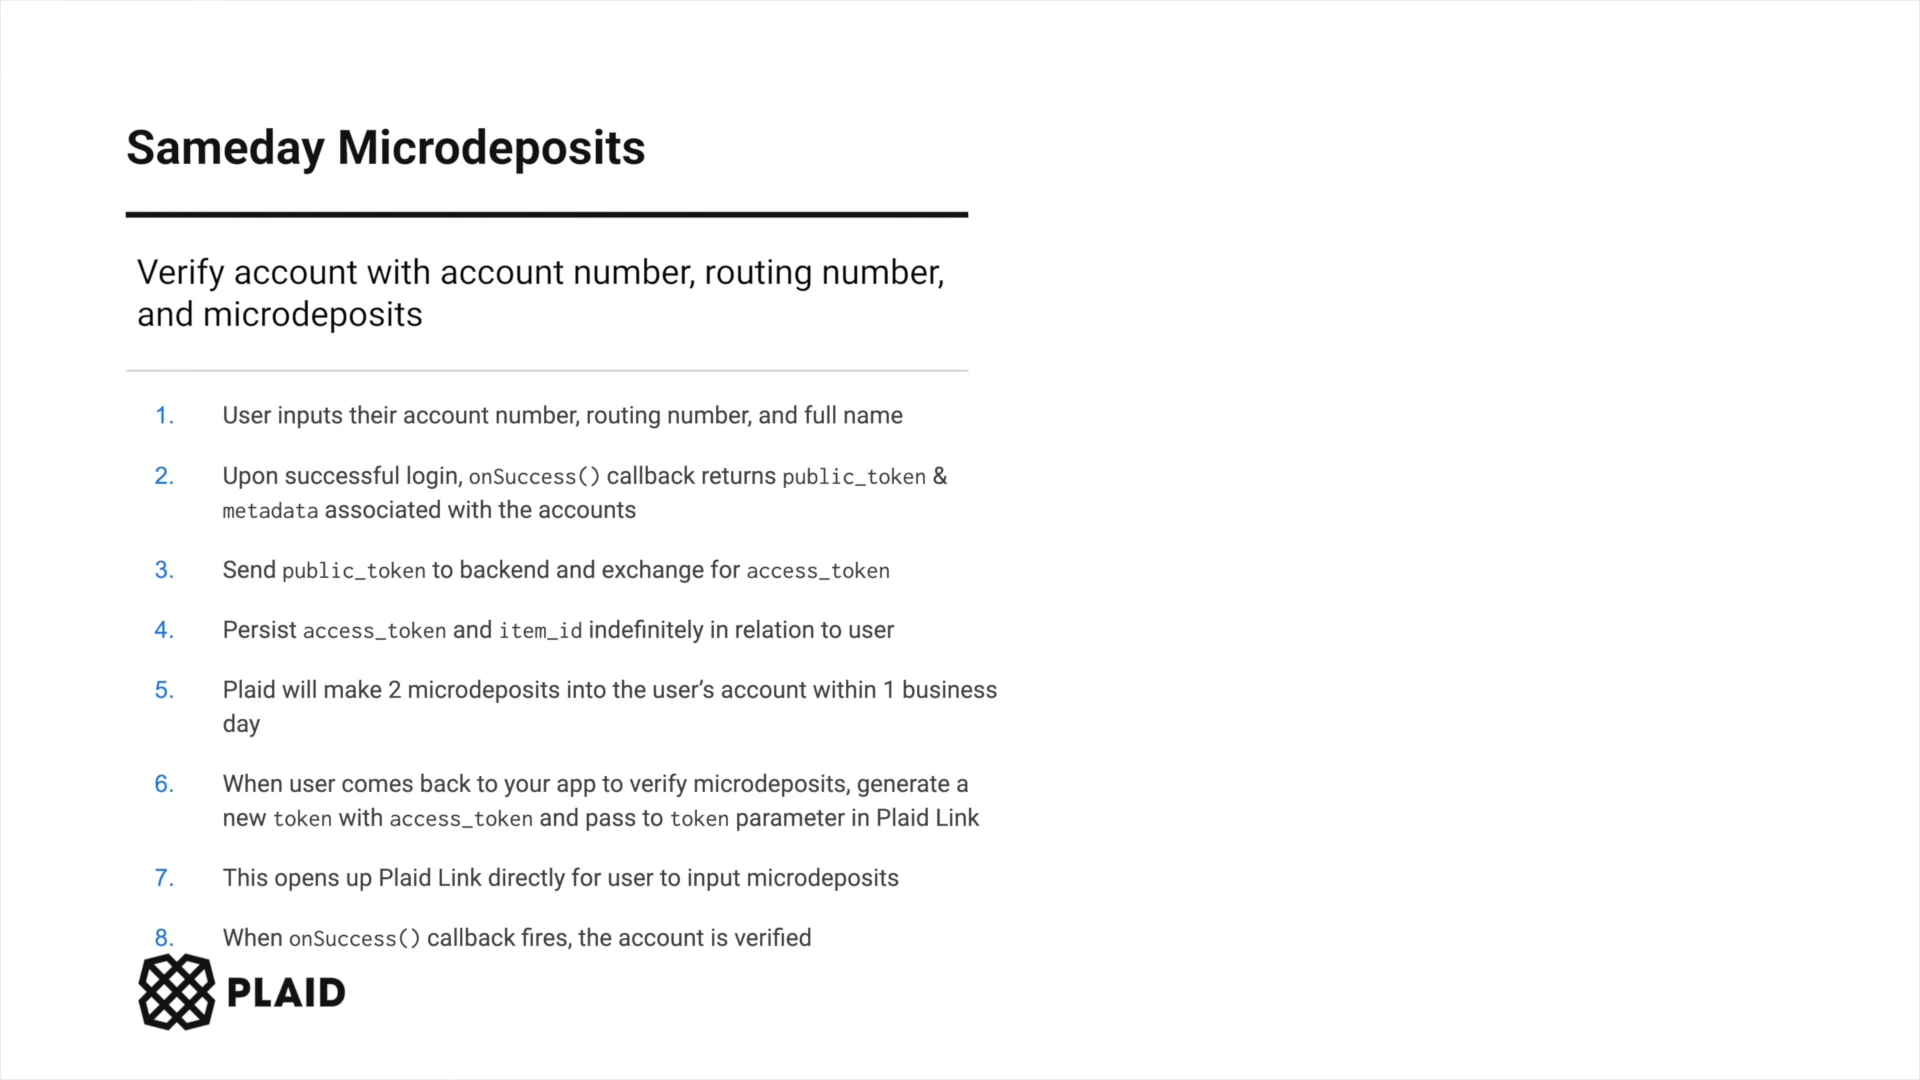 Sameday Microdeposits
Verify account with account number, routing number,
and microdeposits
1. User inputs their account number, routing number, and full name
2. Upon successful login, onSuccess() callback returns public_token &
metadata associated with the accounts
3. Send public_token to backend and exchange for access_token
4. Persist access_token and item_id indefinitely in relation to user
5. Plaid will make 2 microdeposits into the user’s account within 1 business
day
6. When user comes back to your app to verify microdeposits, generate a
new token with access_token and pass to token parameter in Plaid Link
7. This opens up Plaid Link directly for user to input microdeposits
8. When onSuccess() callback fires, the account is verified
PLAID